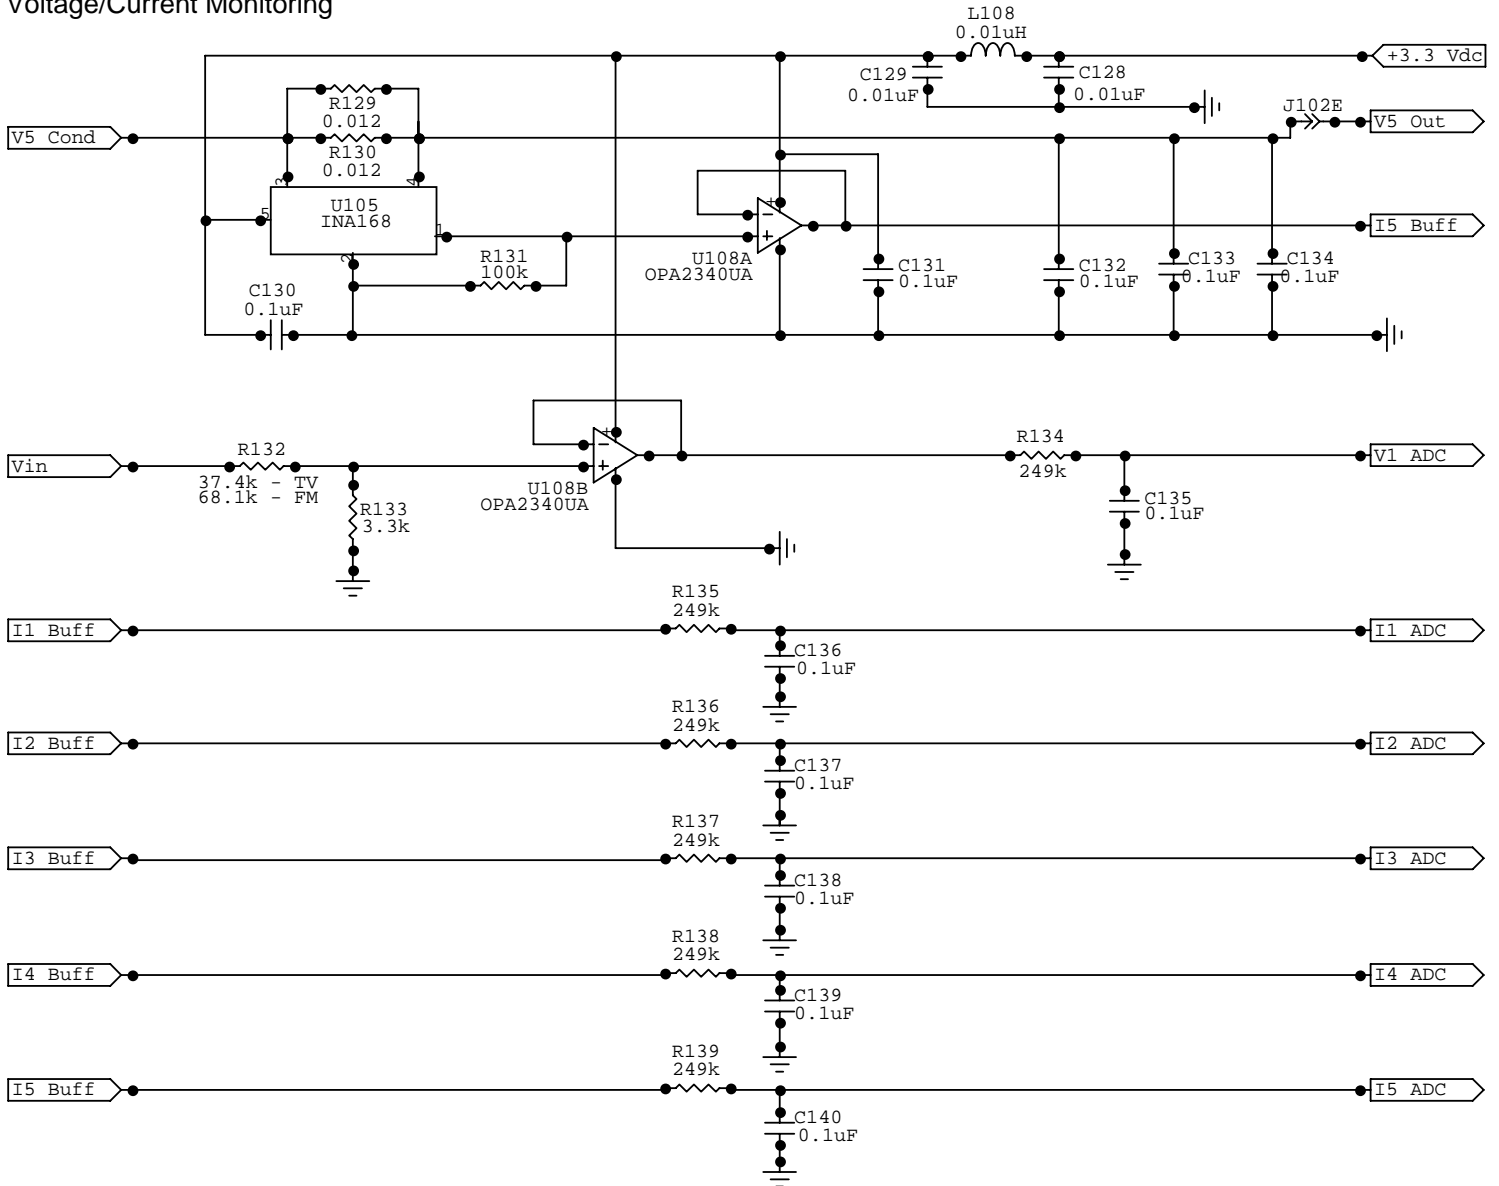 Voltage/Current Monitoring
L108
0.01uH
+3.3 Vdc
C129
0.01uF
C128
0.01uF
R129
0.012
J102E
V5 Cond
V5 Out
R130
0.012
3
4
U105
INA168
5
1
2
+
−
+
I5 Buff
U108A
OPA2340UA
R131
100k
C131
0.1uF
C132
0.1uF
C133
0.1uF
C134
0.1uF
C130
0.1uF
Vin
R132
37.4k - TV
68.1k - FM
R133
3.3k
+
−
+
U108B
OPA2340UA
R134
249k
V1 ADC
C135
0.1uF
R135
249k
I1 Buff
I1 ADC
C136
0.1uF
R136
249k
I2 Buff
I2 ADC
C137
0.1uF
R137
249k
I3 Buff
I3 ADC
C138
0.1uF
R138
249k
I4 Buff
I4 ADC
C139
0.1uF
R139
249k
I5 Buff
I5 ADC
C140
0.1uF